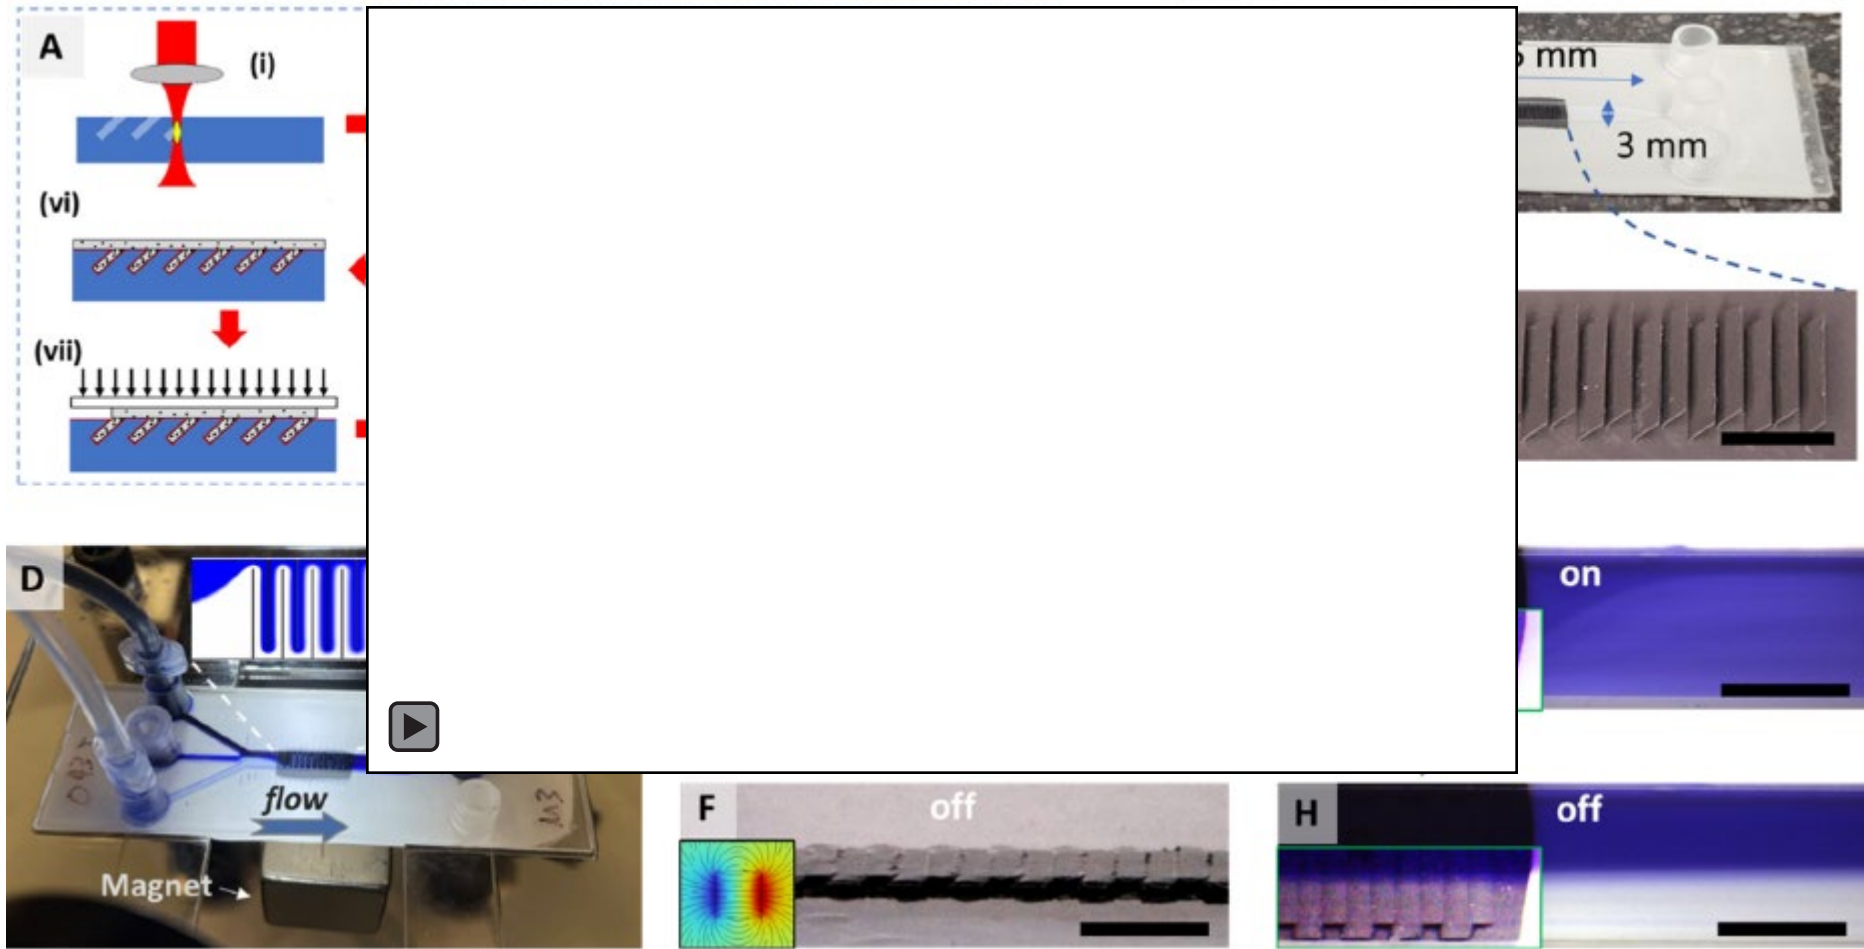 A
(i)
(vi)
(vii)
mm
3 mm
D
flow
Magnet
on
F
off
H
off